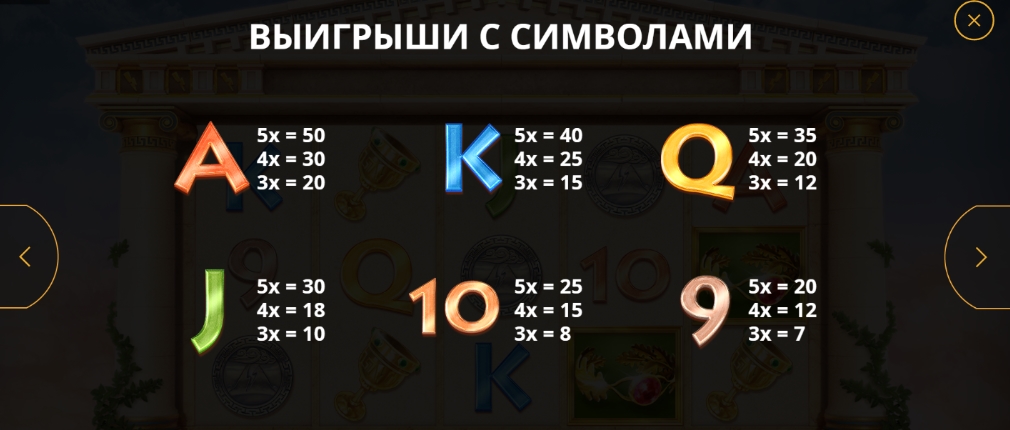 ВЫИГРЫШИ С СИМВОЛАМИ
A
5x = 50
4x = 30
3x = 20
K
5x = 40
4x = 25
3x = 15
Q
5x = 35
4x = 20
3x = 12
J
5x = 30
4x = 18
3x = 10
10
5x = 25
4x = 15
3x = 8
9
5x = 20
4x = 12
3x = 7